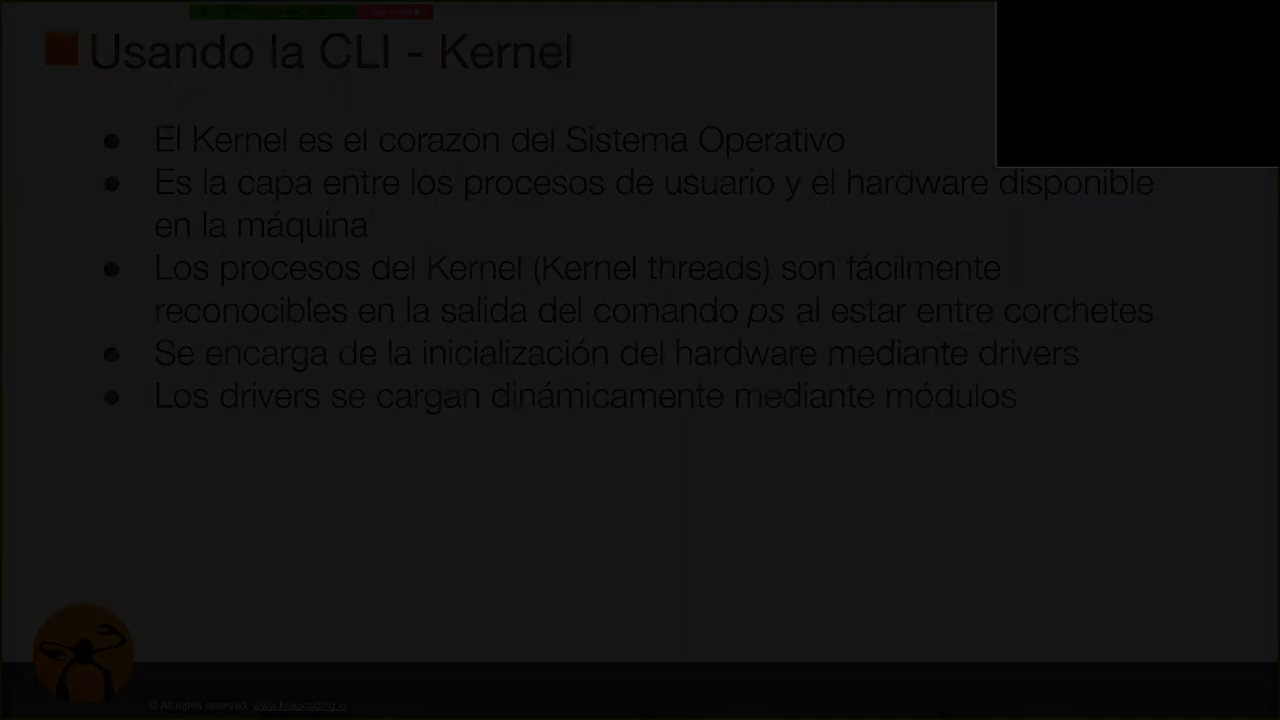 Usando la CLI - Kernel
● El Kernel es el corazón del Sistema Operativo
● Es la capa entre los procesos de usuario y el hardware disponible
en la máquina
● Los procesos del Kernel (Kernel threads) son fácilmente
reconocibles en la salida del comando ps al estar entre corchetes
● Se encarga de la inicialización del hardware mediante drivers
● Los drivers se cargan dinámicamente mediante módulos
© All rights reserved.